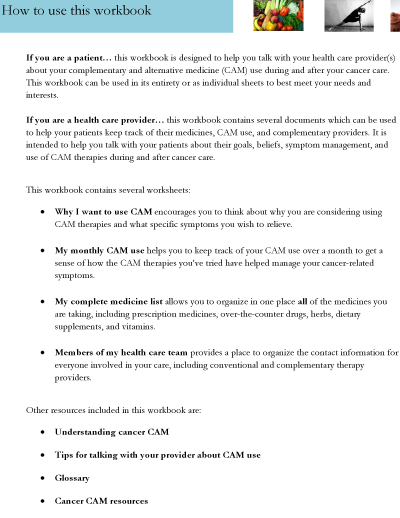 How to use this workbook
If you are a patient… this workbook is designed to help you talk with your health care provider(s)
about your complementary and alternative medicine (CAM) use during and after your cancer care.
This workbook can be used in its entirety or as individual sheets to best meet your needs and
interests.
If you are a health care provider… this workbook contains several documents which can be used
to help your patients keep track of their medicines, CAM use, and complementary providers. It is
intended to help you talk with your patients about their goals, beliefs, symptom management, and
use of CAM therapies during and after cancer care.
This workbook contains several worksheets:
• Why I want to use CAM encourages you to think about why you are considering using
CAM therapies and what specific symptoms you wish to relieve.
• My monthly CAM use helps you to keep track of your CAM use over a month to get a
sense of how the CAM therapies you've tried have helped manage your cancer-related
symptoms.
• My complete medicine list allows you to organize in one place all of the medicines you
are taking, including prescription medicines, over-the-counter drugs, herbs, dietary
supplements, and vitamins.
• Members of my health care team provides a place to organize the contact information for
everyone involved in your care, including conventional and complementary therapy
providers.
Other resources included in this workbook are:
• Understanding cancer CAM
• Tips for talking with your provider about CAM use
• Glossary
• Cancer CAM resources